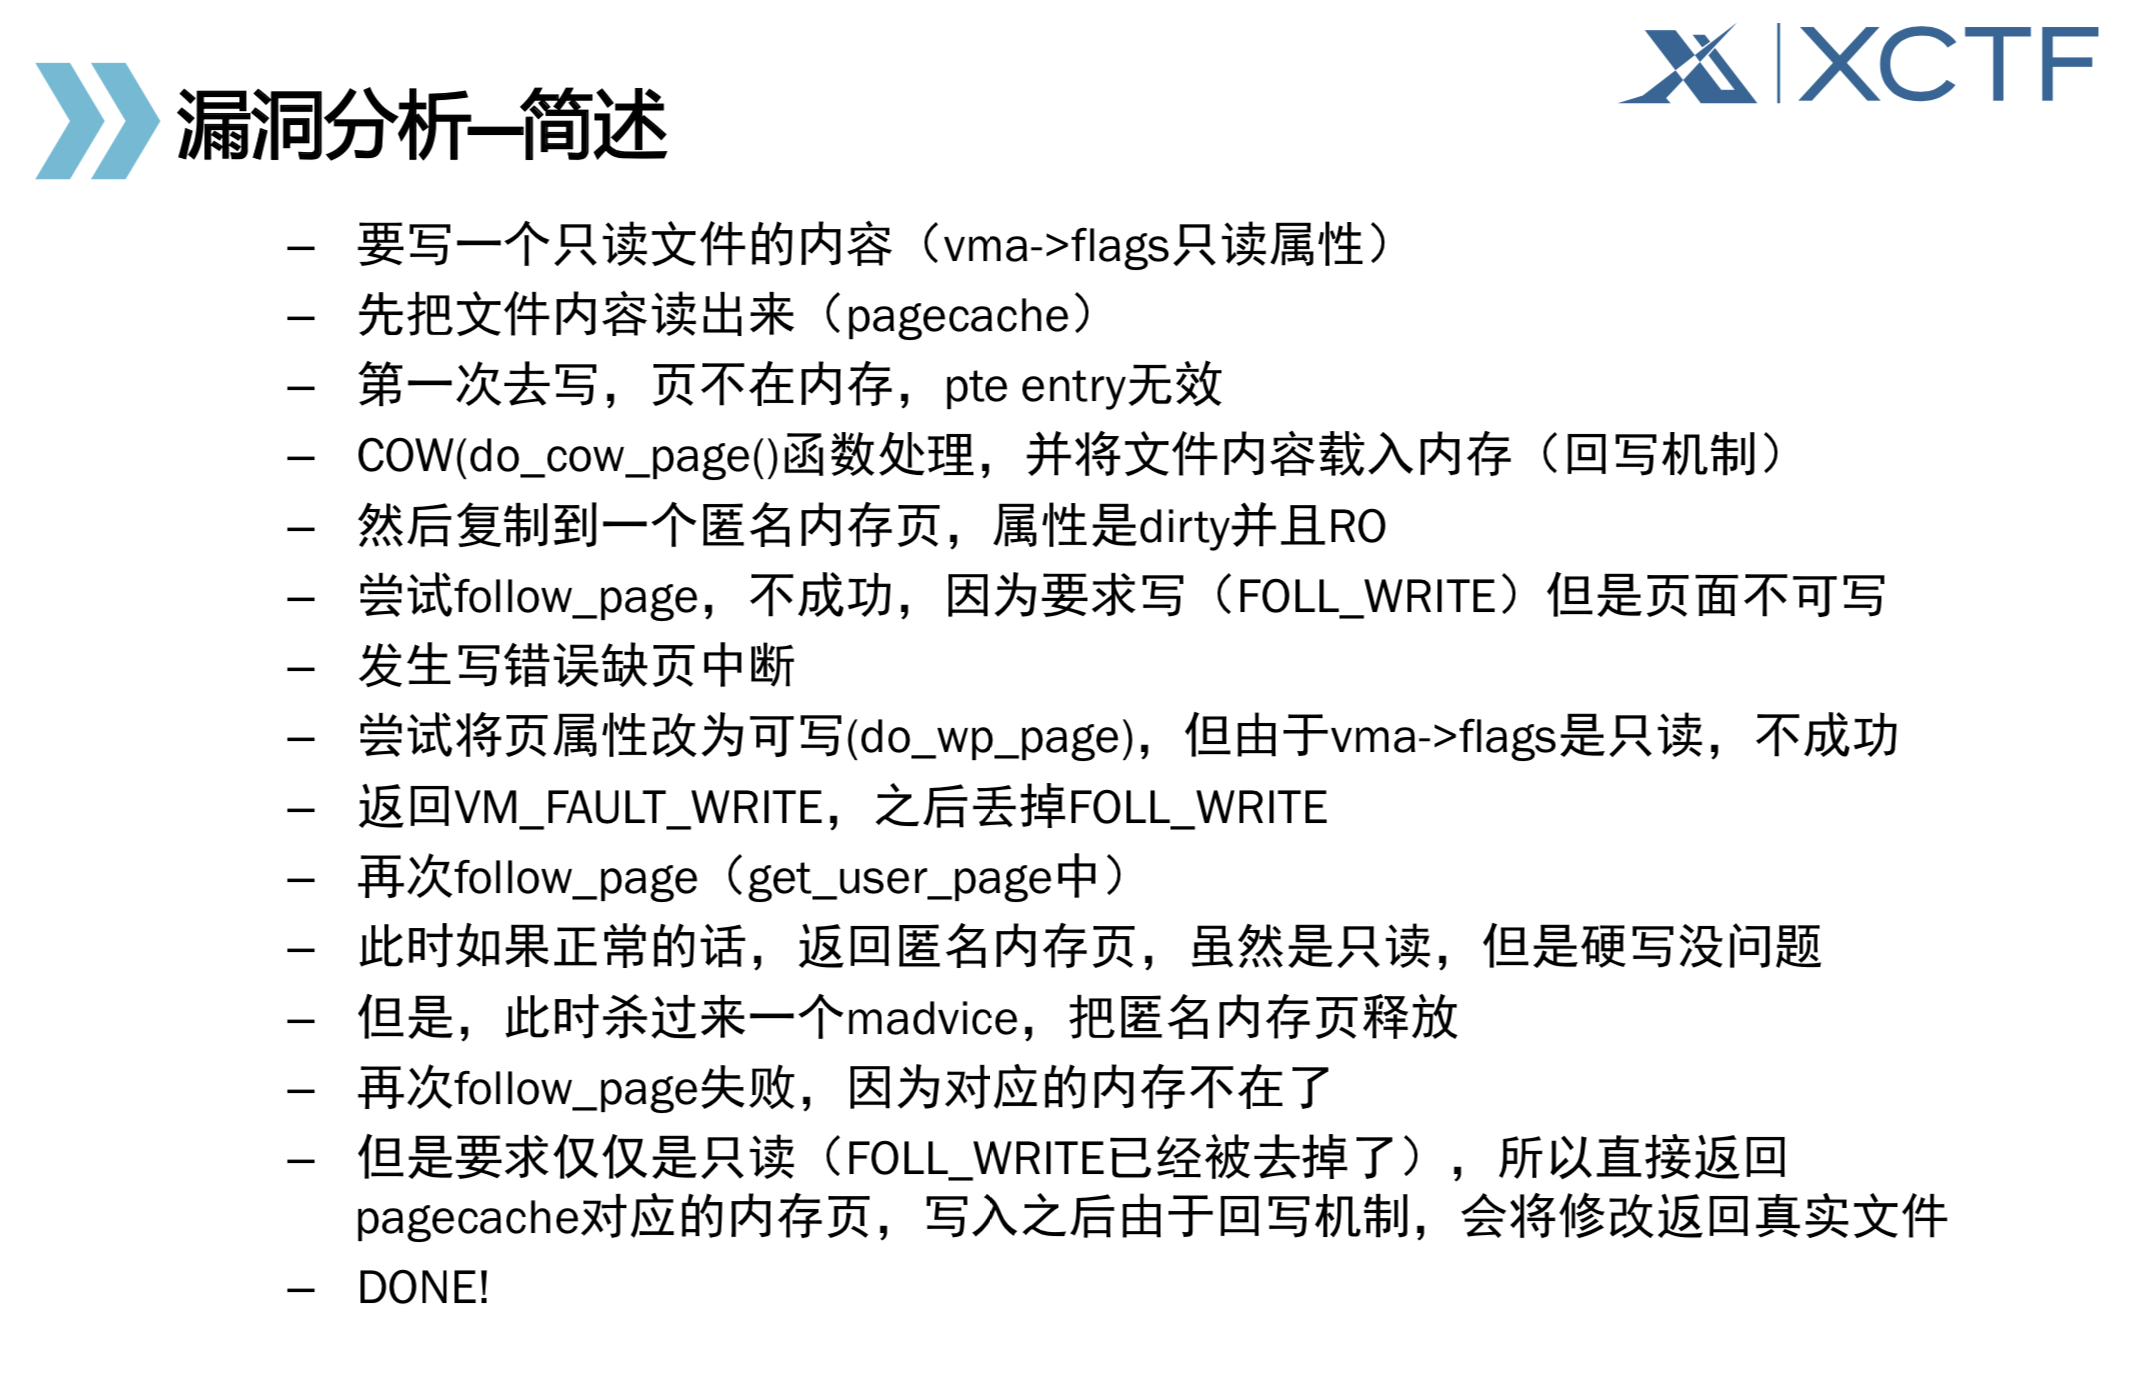 XCTF
漏洞分析—简述
– 要写一个只读文件的内容（vma->flags只读属性）
– 先把文件内容读出来（pagecache）
– 第一次去写，页不在内存，pte entry无效
– COW(do_cow_page()函数处理，并将文件内容载入内存（回写机制）
– 然后复制到一个匿名内存页，属性是dirty并且RO
– 尝试follow_page，不成功，因为要求写（FOLL_WRITE）但是页面不可写
– 发生写错误缺页中断
– 尝试将页属性改为可写(do_wp_page)，但由于vma->flags是只读，不成功
– 返回VM_FAULT_WRITE，之后丢掉FOLL_WRITE
– 再次follow_page（get_user_page中）
– 此时如果正常的话，返回匿名内存页，虽然是只读，但是硬写没问题
– 但是，此时杀过来一个madvice，把匿名内存页释放
– 再次follow_page失败，因为对应的内存不在了
– 但是要求仅仅是只读（FOLL_WRITE已经被去掉了），所以直接返回
pagecache对应的内存页，写入之后由于回写机制，会将修改返回真实文件
– DONE!